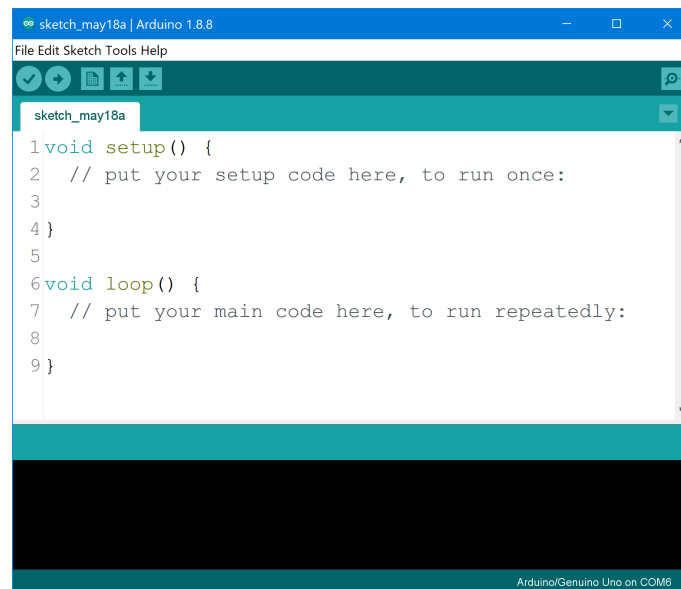 sketch_may18a | Arduino 1.8.8
File Edit Sketch Tools Help
sketch_may18a
1 void setup() {
2   // put your setup code here, to run once:
3
4 }
5
6 void loop() {
7   // put your main code here, to run repeatedly:
8
9 }
Arduino/Genuino Uno on COM6